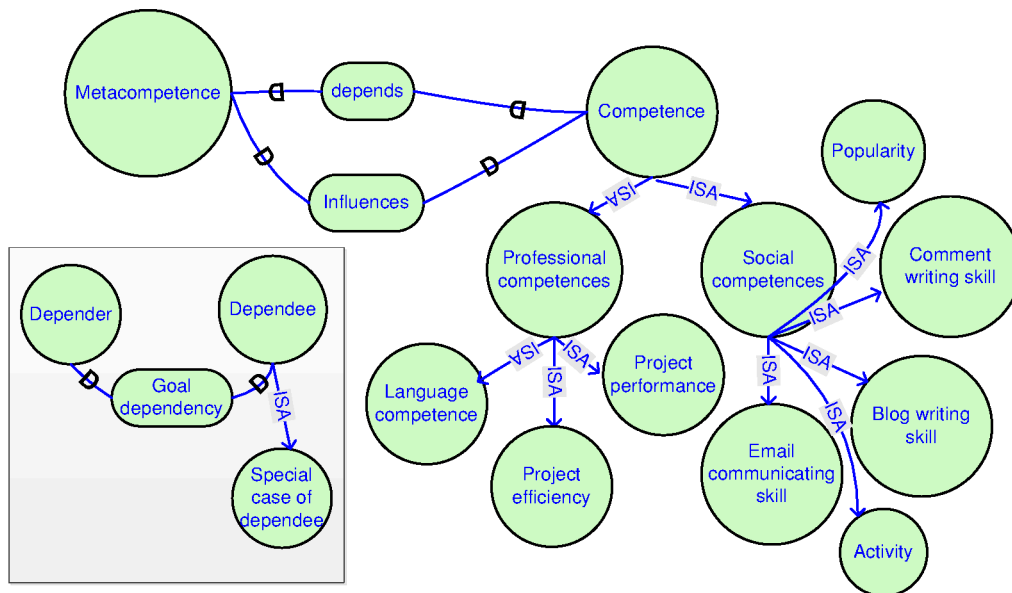 Metacompetence
D
depends
D
Competence
D
Influences
D
Popularity
ISA
ISA
Professional
competences
Social
competences
ISA
Comment
writing skill
ISA
Depender
Dependee
D
Goal
dependency
D
ISA
Special
case of
dependee
ISA
ISA
ISA
Language
competence
Project
efficiency
Project
performance
ISA
ISA
ISA
Email
communicating
skill
Blog writing
skill
Activity